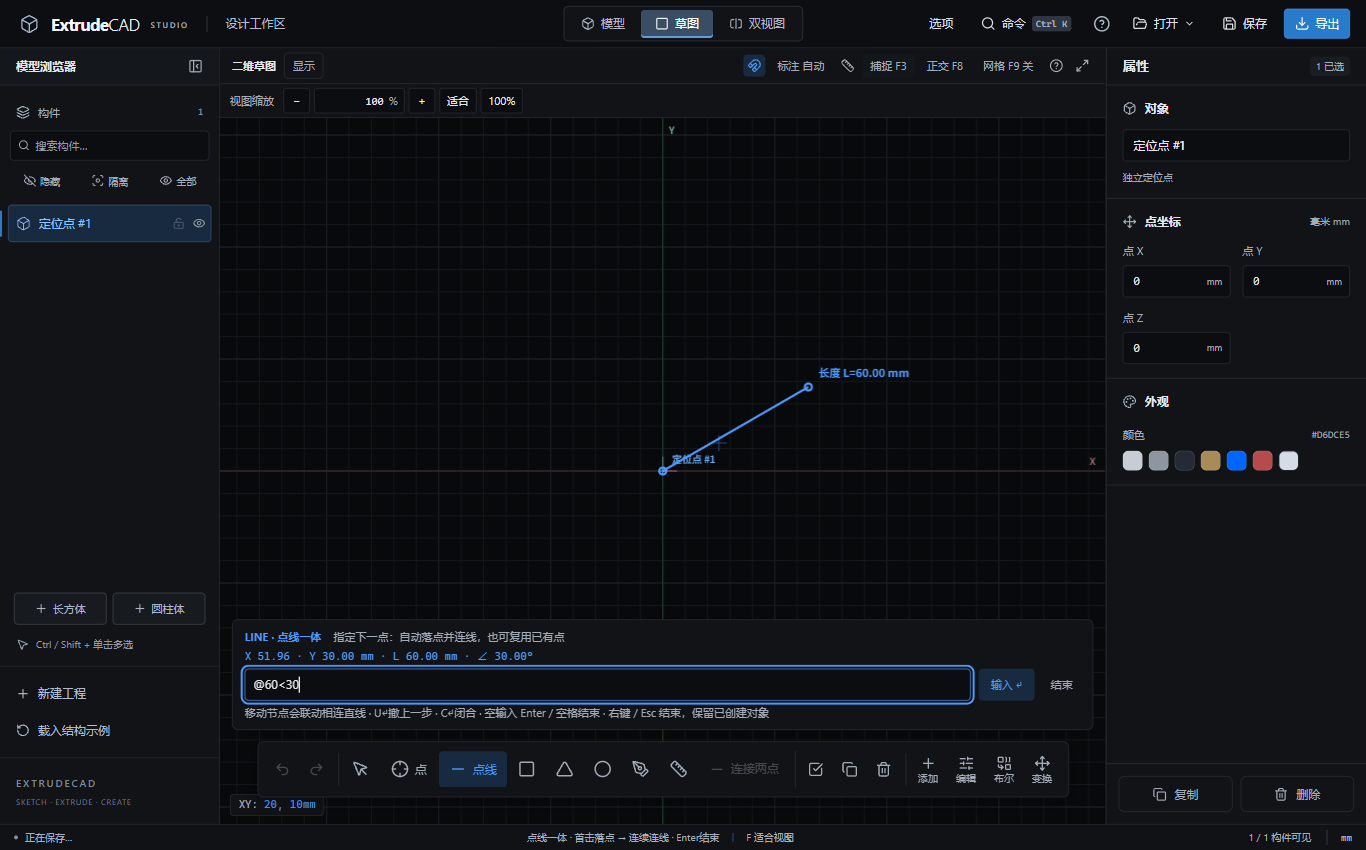 ExtrudeCAD STUDIO 设计工作区 模型 草图 双视图 选项 命令 Ctrl K 打开 保存 导出
模型浏览器
构件 1
搜索构件...
隐藏 隔离 全部
定位点 #1
长方体 圆柱体
Ctrl / Shift + 单击多选
新建工程
载入结构示例
EXTRUDECAD
SKETCH · EXTRUDE · CREATE
二维草图 显示 标注 自动 捕捉 F3 正交 F8 网格 F9 关
视图缩放 − 100 % + 适合 100%
Y
长度 L=60.00 mm
定位点 #1
X
LINE · 点线一体 指定下一点：自动落点并连线，也可复用已有点
X 51.96 · Y 30.00 mm · L 60.00 mm · ∠ 30.00°
@60<30 输入 ↵ 结束
移动节点会联动相连直线 · U↵撤上一步 · C↵闭合 · 空输入 Enter / 空格结束 · 右键 / Esc 结束，保留已创建对象
点 点线 连接两点 添加 编辑 布尔 变换
XY: 20, 10mm
属性 1 已选
对象
定位点 #1
独立定位点
点坐标 毫米 mm
点 X 点 Y
0 mm 0 mm
点 Z
0 mm
外观
颜色 #D6DCE5
复制 删除
正在保存... 点线一体 · 首击落点 → 连续连线 · Enter结束 F 适合视图 1 / 1 构件可见 mm